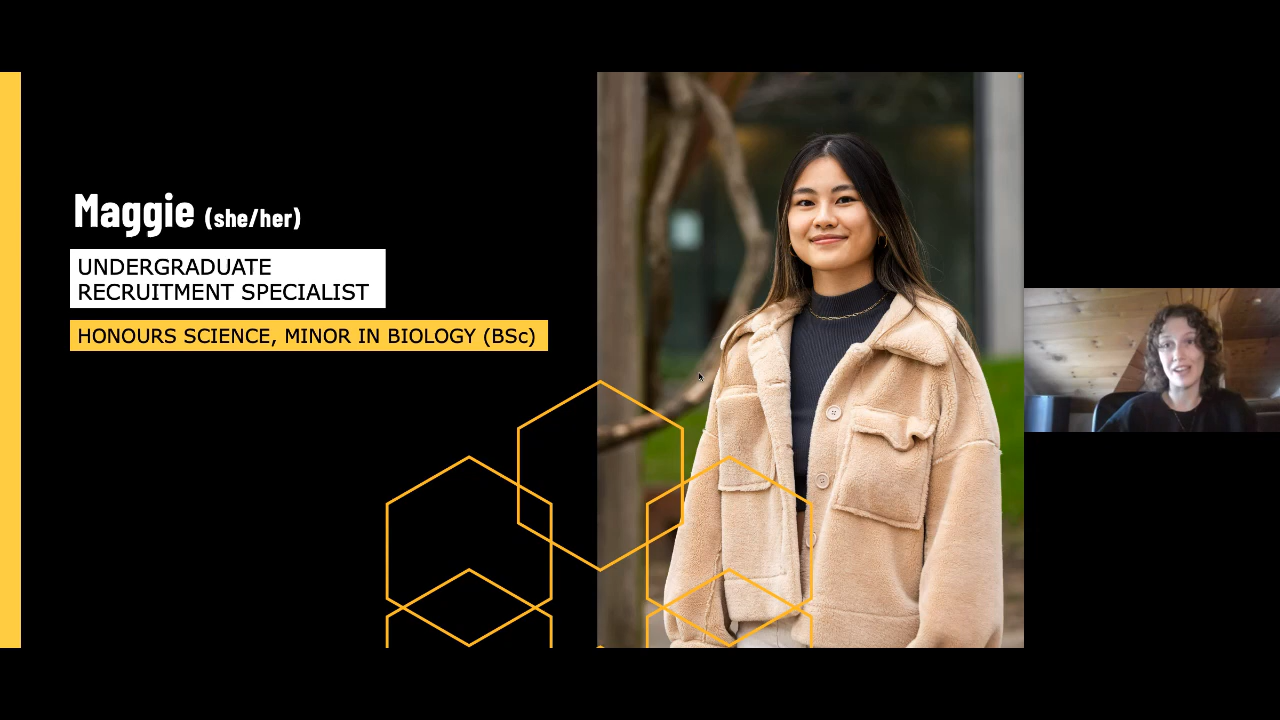 Maggie (she/her)
UNDERGRADUATE
RECRUITMENT SPECIALIST
HONOURS SCIENCE, MINOR IN BIOLOGY (BSc)